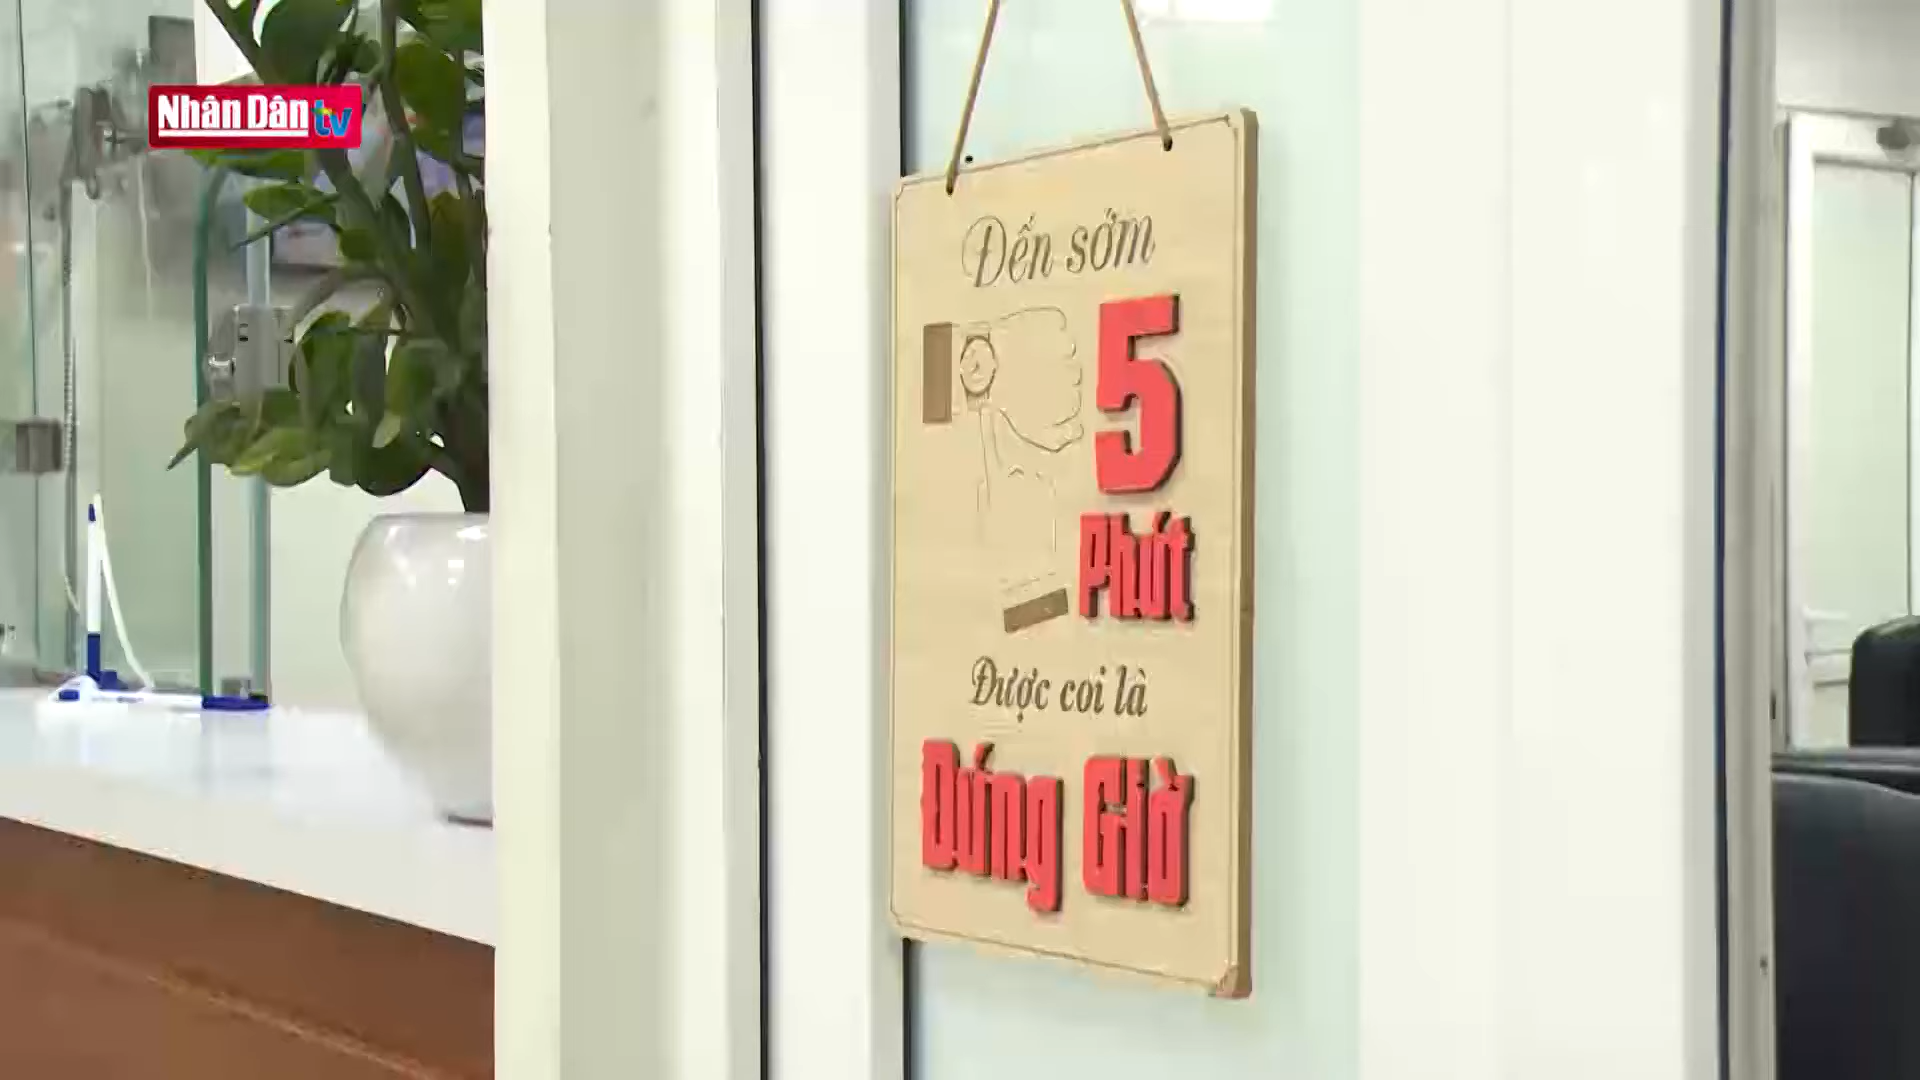 Nhân Dân tv
Đến sớm
5
Phút
Được coi là
Đúng Giờ